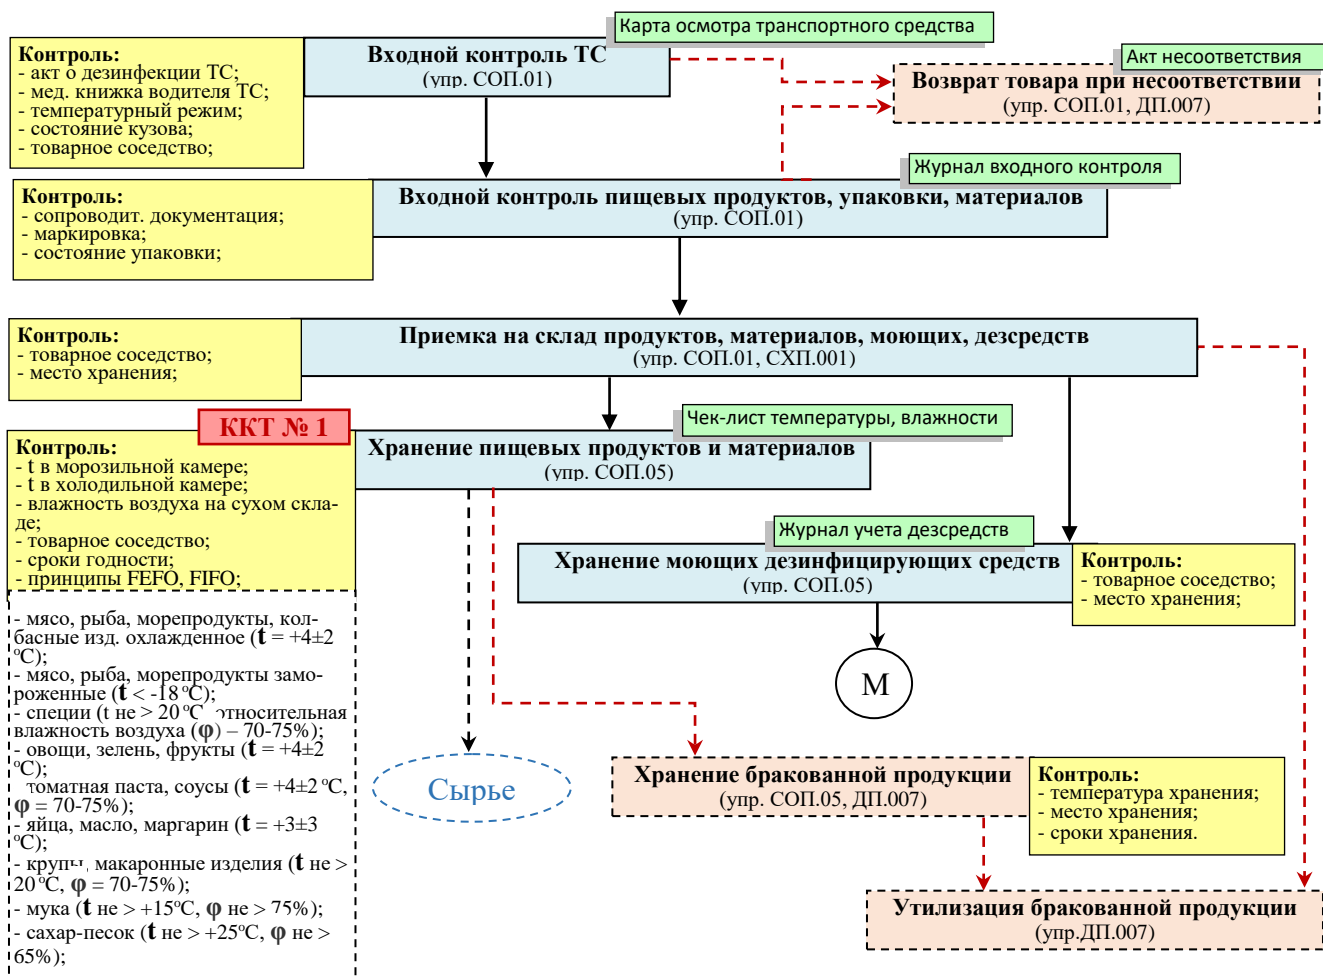 Карта осмотра транспортного средства
Контроль:
- акт о дезинфекции ТС;
- мед. книжка водителя ТС;
- температурный режим;
- состояние кузова;
- товарное соседство;
Входной контроль ТС
(упр. СОП.01)
Акт несоответствия
Возврат товара при несоответствии
(упр. СОП.01, ДП.007)
Журнал входного контроля
Контроль:
- сопроводит. документация;
- маркировка;
- состояние упаковки;
Входной контроль пищевых продуктов, упаковки, материалов
(упр. СОП.01)
Контроль:
- товарное соседство;
- место хранения;
Приемка на склад продуктов, материалов, моющих, дезсредств
(упр. СОП.01, СХП.001)
ККТ № 1
Чек-лист температуры, влажности
Контроль:
- t в морозильной камере;
- t в холодильной камере;
- влажность воздуха на сухом скла-
де;
- товарное соседство;
- сроки годности;
- принципы FEFO, FIFO;
Хранение пищевых продуктов и материалов
(упр. СОП.05)
Журнал учета дезсредств
Хранение моющих дезинфицирующих средств
(упр. СОП.05)
Контроль:
- товарное соседство;
- место хранения;
М
- мясо, рыба, морепродукты, кол-
басные изд. охлажденное (t = +4±2
ºС);
- мясо, рыба, морепродукты замо-
роженные (t < -18 ºС);
- специи (t не > 20 ºС относительная
влажность воздуха (φ) – 70-75%);
- овощи, зелень, фрукты (t = +4±2
ºС);
томатная паста, соусы (t = +4±2 ºС,
φ = 70-75%);
- яйца, масло, маргарин (t = +3±3
ºС);
- крупы, макаронные изделия (t не >
20 ºС, φ = 70-75%);
- мука (t не > +15ºС, φ не > 75%);
- сахар-песок (t не > +25ºС, φ не >
65%);
Сырье
Хранение бракованной продукции
(упр. СОП.05, ДП.007)
Контроль:
- температура хранения;
- место хранения;
- сроки хранения.
Утилизация бракованной продукции
(упр.ДП.007)